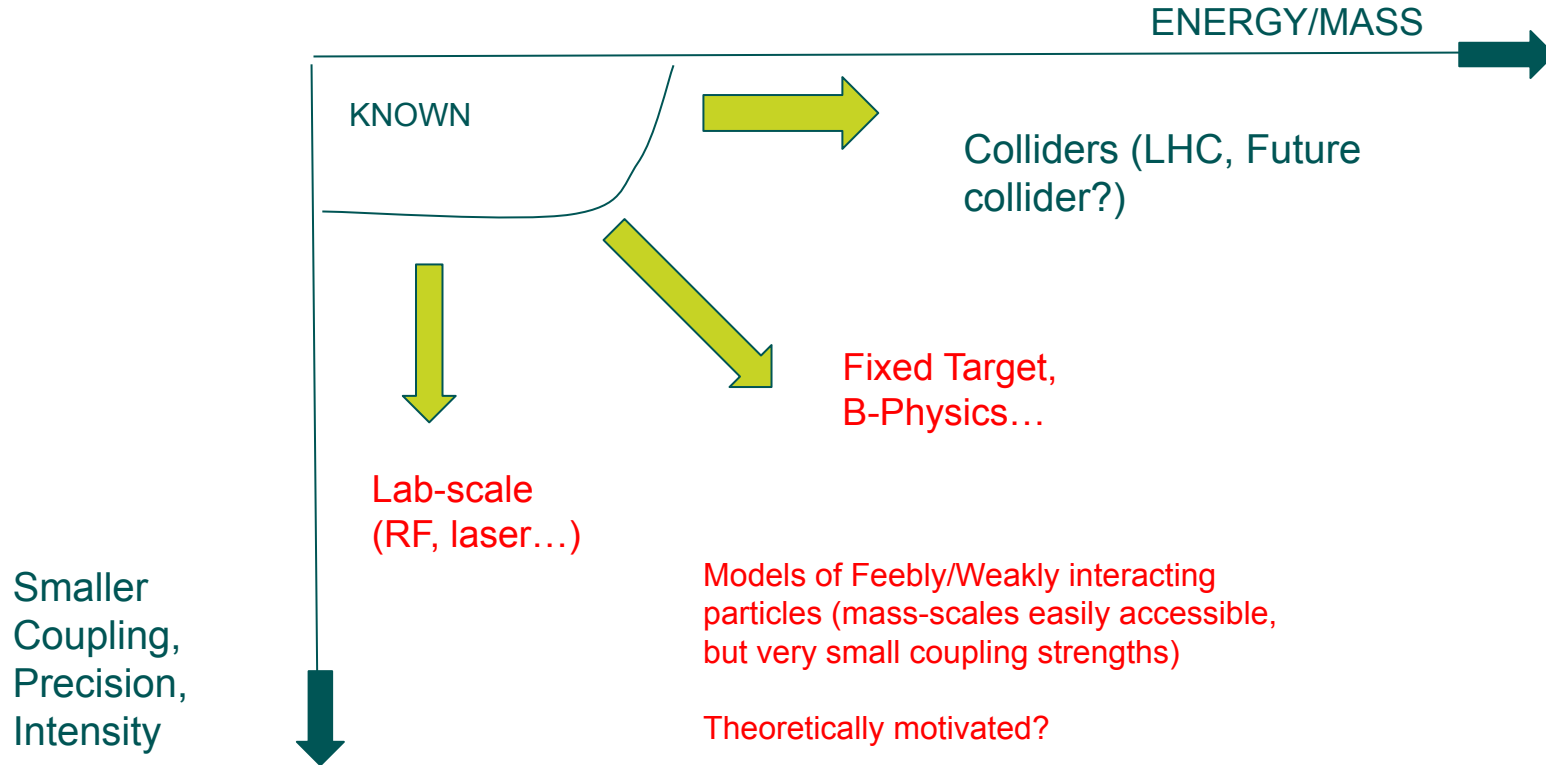 ENERGY/MASS
KNOWN
Colliders (LHC, Future
collider?)
Fixed Target,
B-Physics…
Lab-scale
(RF, laser…)
Smaller
Coupling,
Precision,
Intensity
Models of Feebly/Weakly interacting
particles (mass-scales easily accessible,
but very small coupling strengths)
Theoretically motivated?